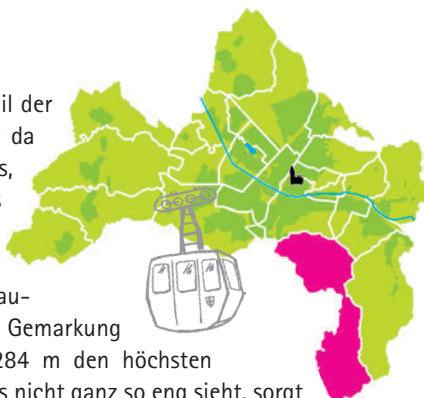 il der
da
s,
s
au-
Gemarkung
284 m den höchsten
s nicht ganz so eng sieht, sorgt